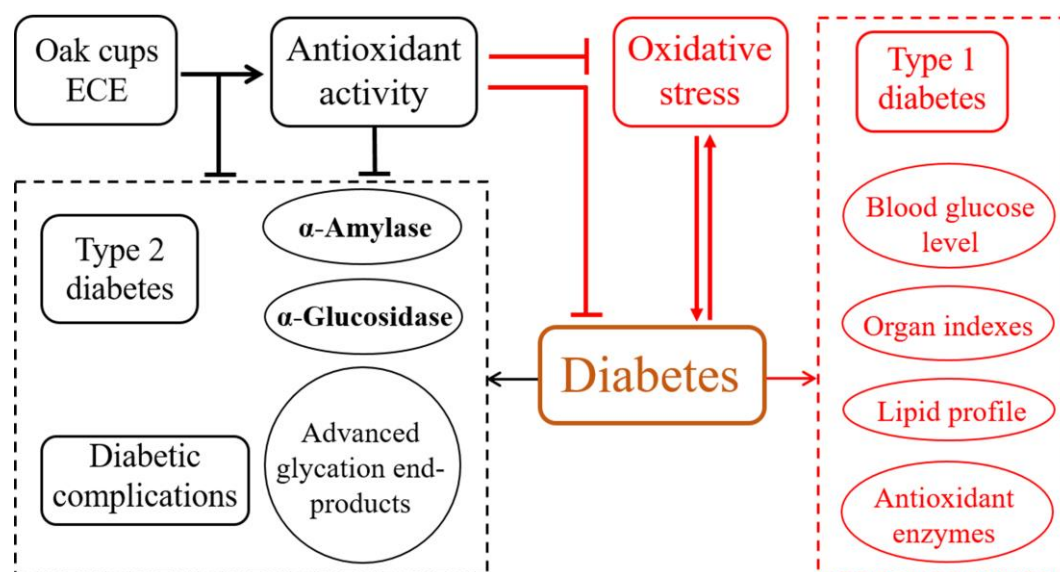 Oak cups
ECE
Antioxidant
activity
Oxidative
stress
Type 1
diabetes
Type 2
diabetes
α-Amylase
α-Glucosidase
Diabetic
complications
Advanced
glycation end-
products
Diabetes
Blood glucose
level
Organ indexes
Lipid profile
Antioxidant
enzymes